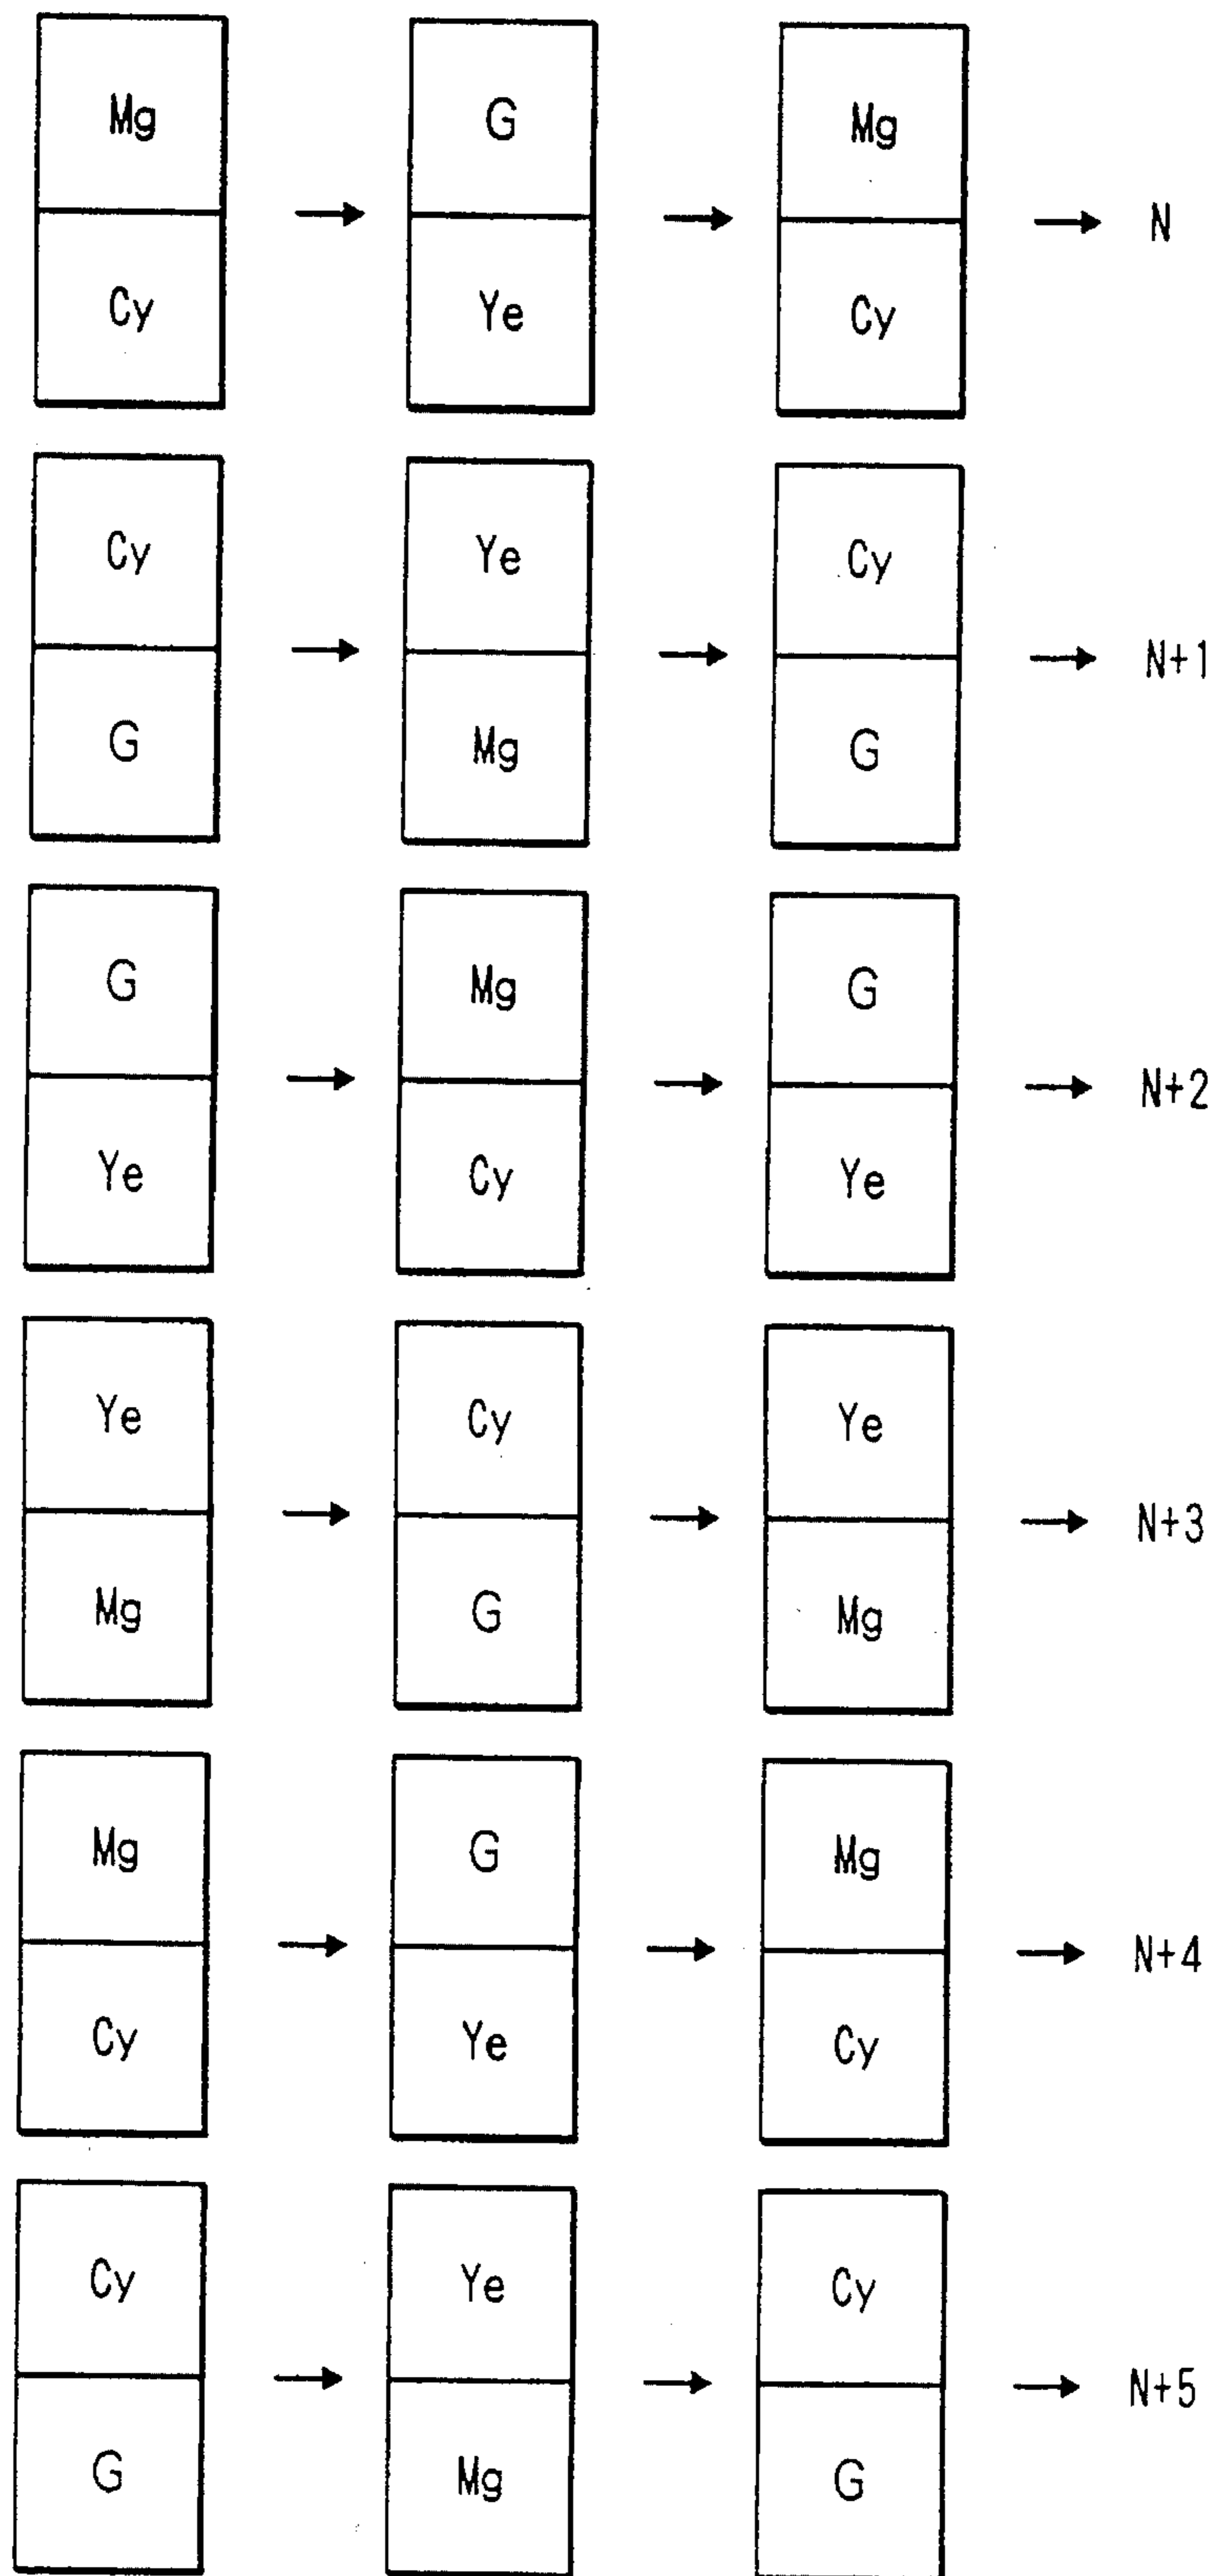 Mg G Mg
N
Cy Ye Cy
Cy Ye Cy
N+1
G Mg G
G Mg G
N+2
Ye Cy Ye
Ye Cy Ye
N+3
Mg G Mg
Mg G Mg
N+4
Cy Ye Cy
Cy Ye Cy
N+5
G Mg G